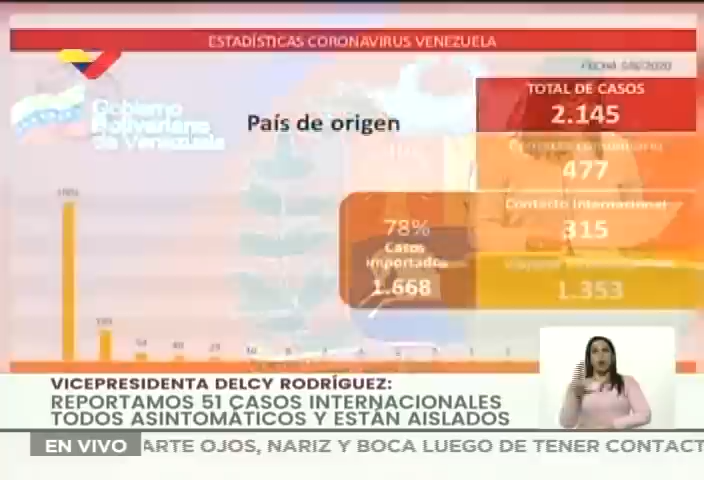 ESTADÍSTICAS CORONAVIRUS VENEZUELA
TOTAL DE CASOS
2.145
Gobierno
Bolivariano
de Venezuela
País de origen
477
Contacto Internacional
315
78%
Casos
importados
1.668
1.353
VICEPRESIDENTA DELCY RODRÍGUEZ:
REPORTAMOS 51 CASOS INTERNACIONALES
TODOS ASINTOMÁTICOS Y ESTÁN AISLADOS
EN VIVO
ARTE OJOS, NARIZ Y BOCA LUEGO DE TENER CONTACT